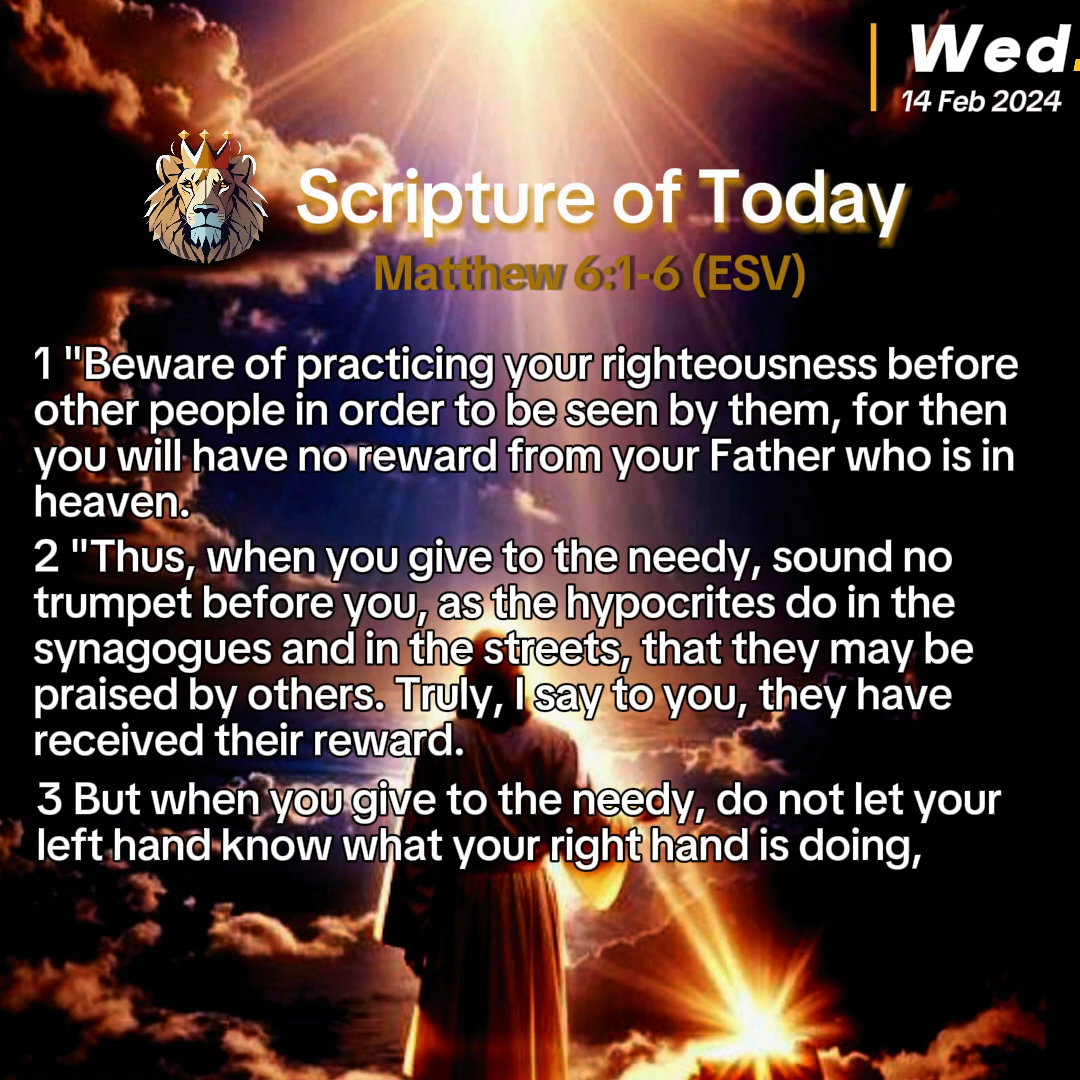 Wed.
14 Feb 2024
Scripture of Today
Matthew 6:1-6 (ESV)
1 "Beware of practicing your righteousness before
other people in order to be seen by them, for then
you will have no reward from your Father who is in
heaven.
2 "Thus, when you give to the needy, sound no
trumpet before you, as the hypocrites do in the
synagogues and in the streets, that they may be
praised by others. Truly, I say to you, they have
received their reward.
3 But when you give to the needy, do not let your
left hand know what your right hand is doing,